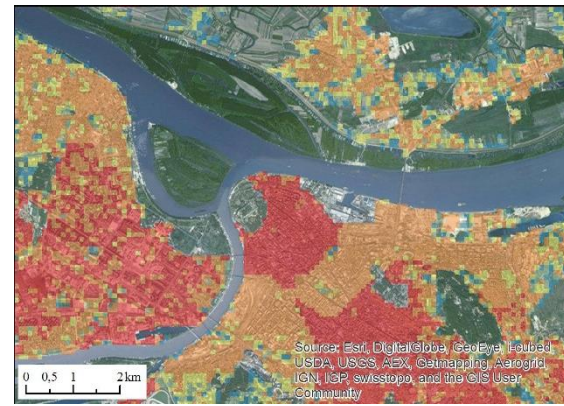 Source: Esri, DigitalGlobe, GeoEye, i-cubed,
USDA, USGS, AEX, Getmapping, Aerogrid,
IGN, IGP, swisstopo, and the GIS User
Community
0 0,5 1 2 km